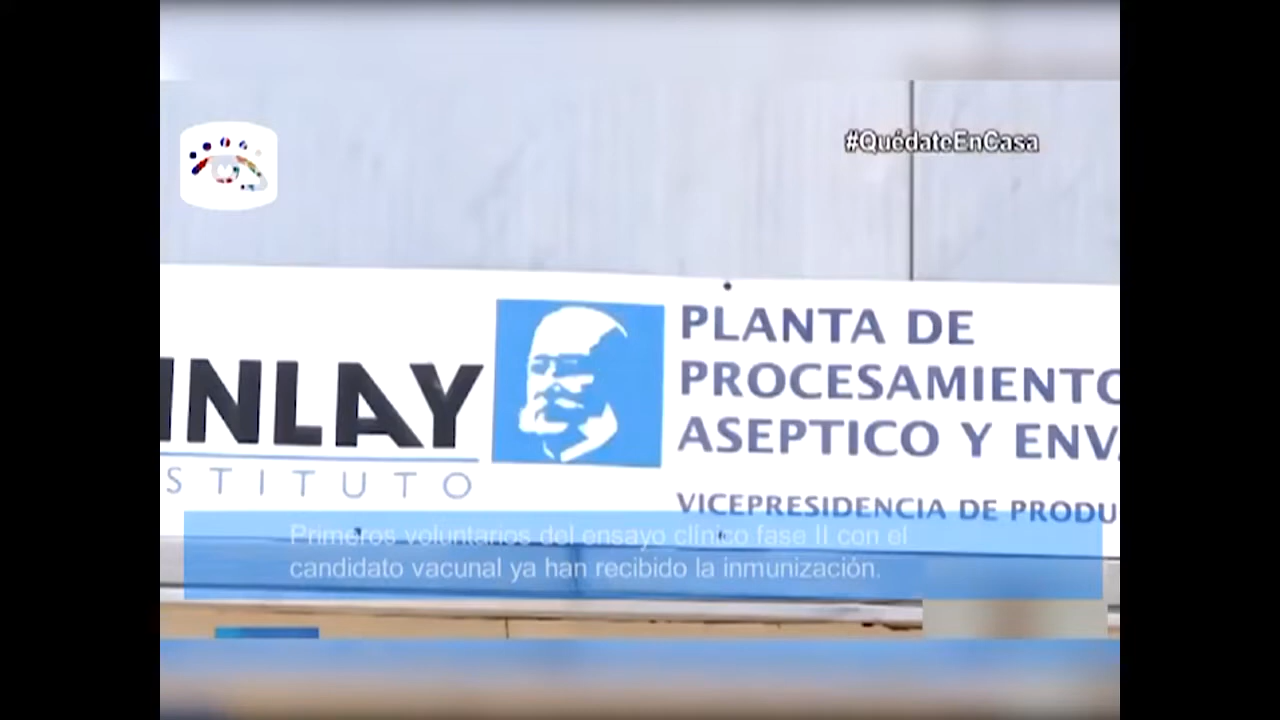 #QuédateEnCasa
INLAY
STITUTO
PLANTA DE
PROCESAMIENTO
ASEPTICO Y ENV
VICEPRESIDENCIA DE PRODU
Primeros voluntarios del ensayo clínico fase II con el
candidato vacunal ya han recibido la inmunización.